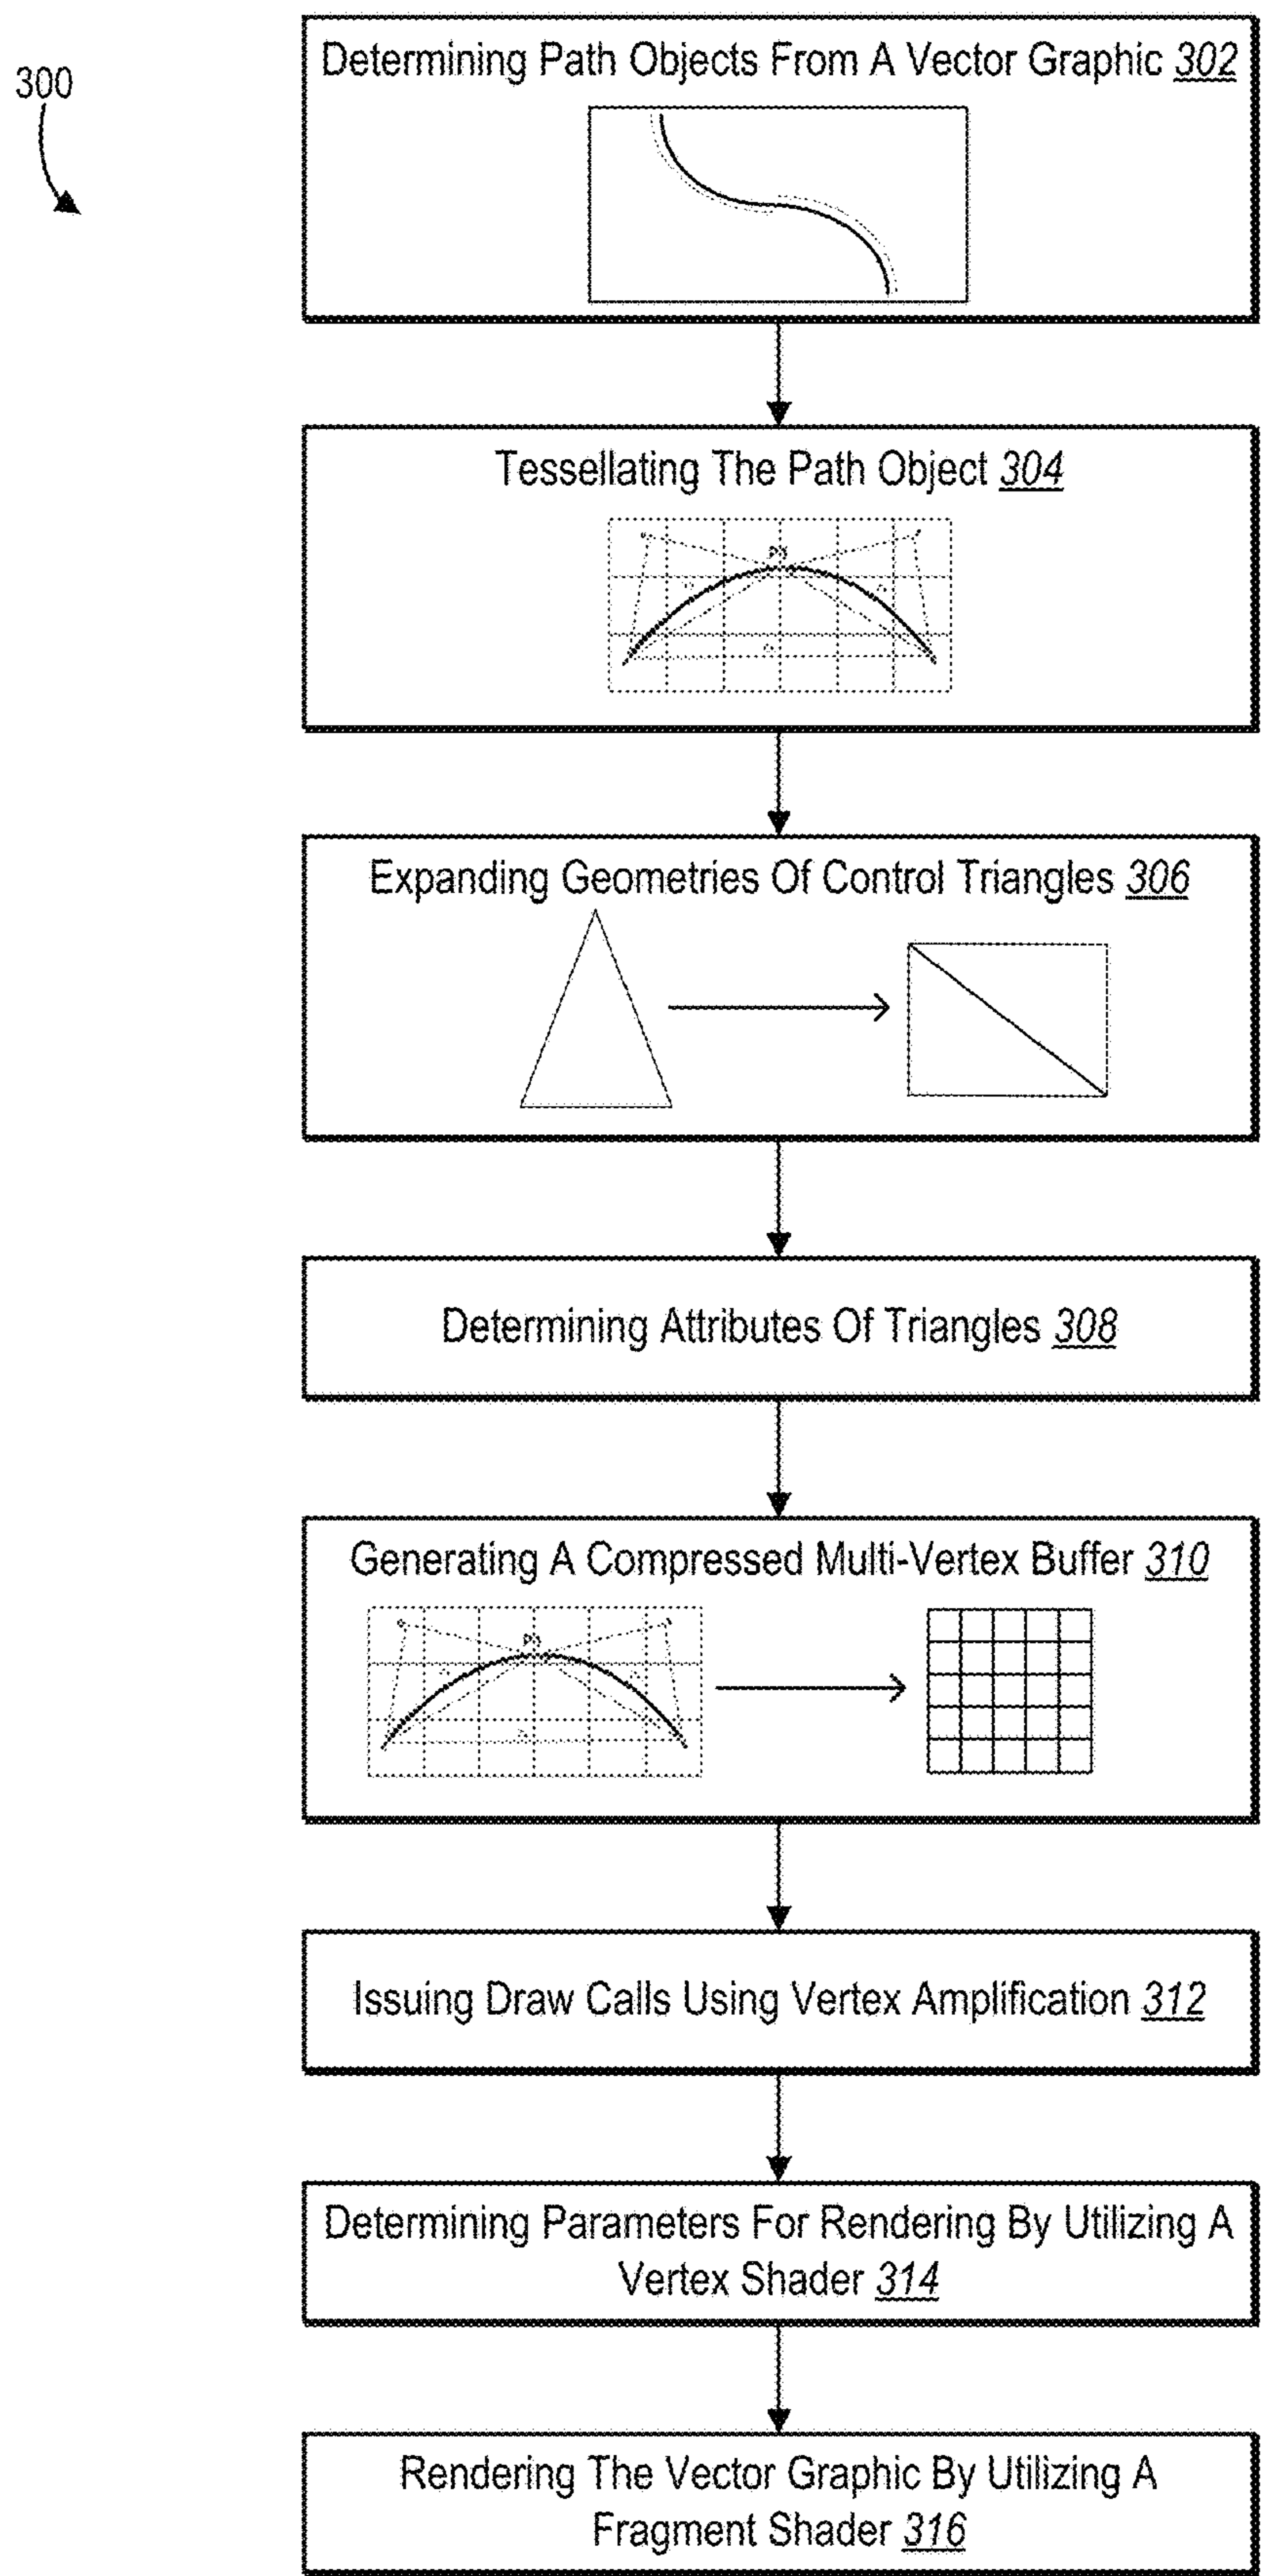 300
Determining Path Objects From A Vector Graphic 302
Tessellating The Path Object 304
Expanding Geometries Of Control Triangles 306
Determining Attributes Of Triangles 308
Generating A Compressed Multi-Vertex Buffer 310
Issuing Draw Calls Using Vertex Amplification 312
Determining Parameters For Rendering By Utilizing A
Vertex Shader 314
Rendering The Vector Graphic By Utilizing A
Fragment Shader 316